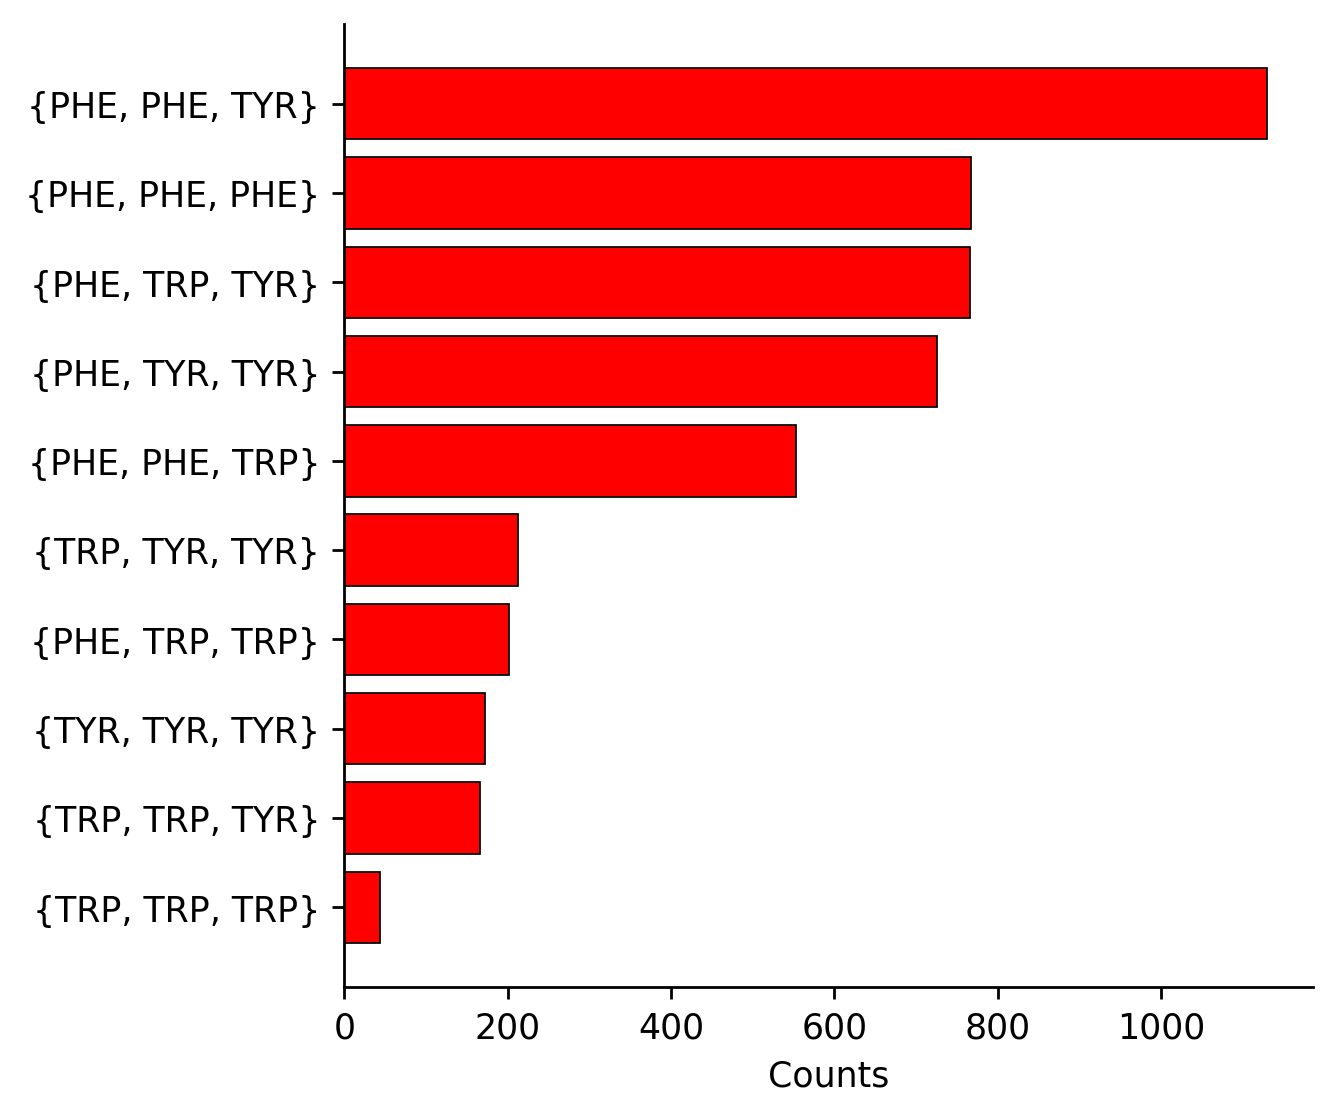 {PHE, PHE, TYR}
{PHE, PHE, PHE}
{PHE, TRP, TYR}
{PHE, TYR, TYR}
{PHE, PHE, TRP}
{TRP, TYR, TYR}
{PHE, TRP, TRP}
{TYR, TYR, TYR}
{TRP, TRP, TYR}
{TRP, TRP, TRP}
0 200 400 600 800 1000
Counts